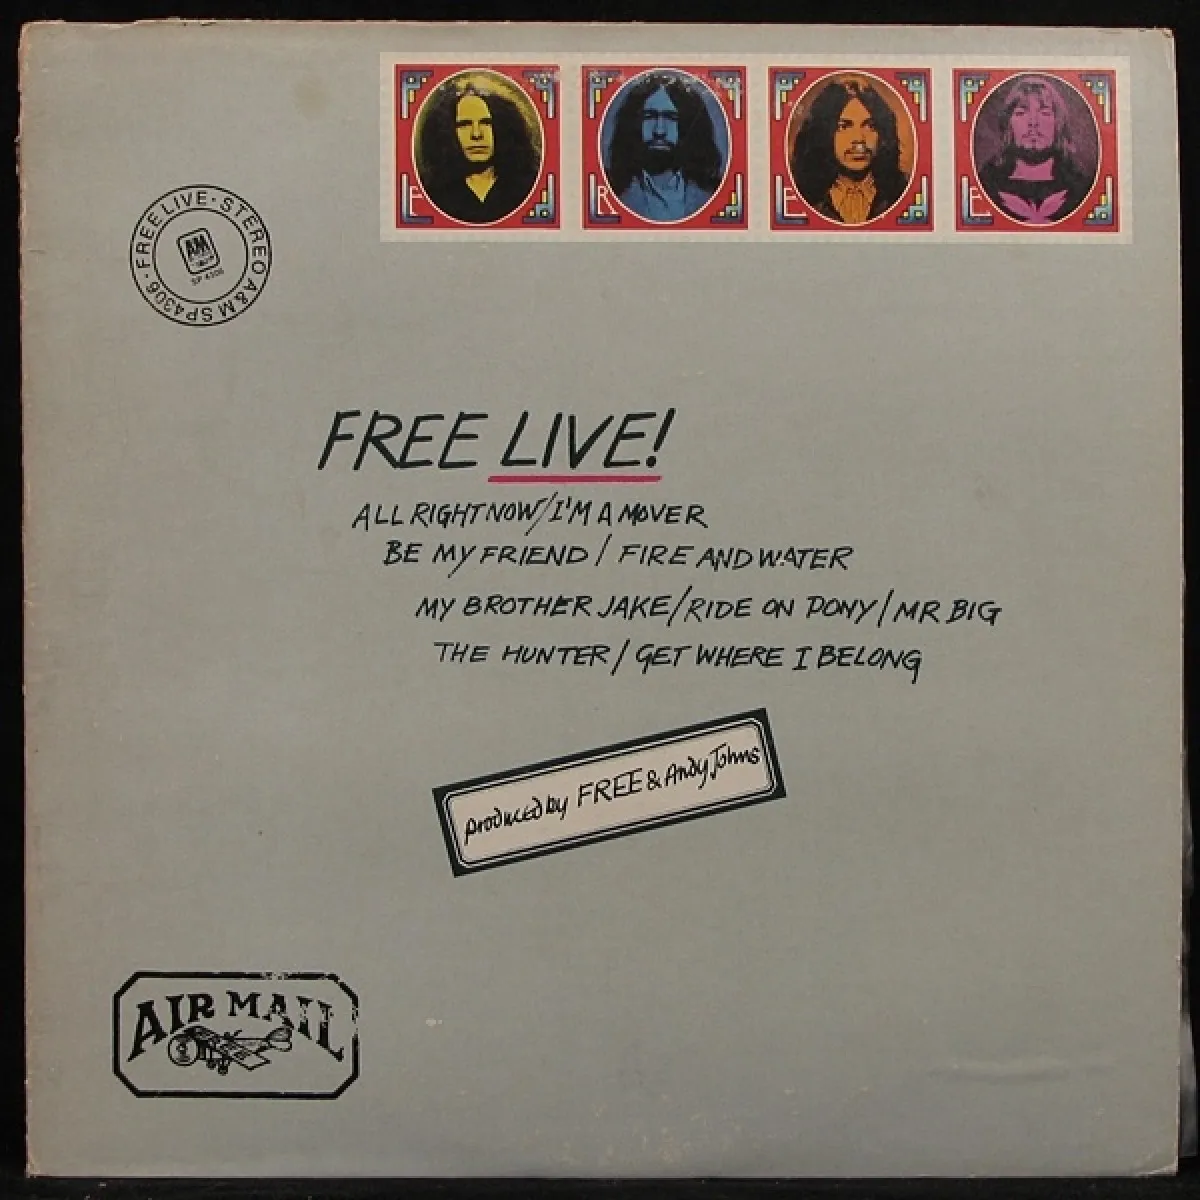 F R E E
FREE LIVE · STEREO A&M SP4306 ·
A&M
SP 4306
FREE LIVE!
ALL RIGHT NOW/I'M A MOVER
BE MY FRIEND / FIRE AND WATER
MY BROTHER JAKE/RIDE ON PONY/MR BIG
THE HUNTER/GET WHERE I BELONG
produced by FREE & Andy Johns
AIR MAIL